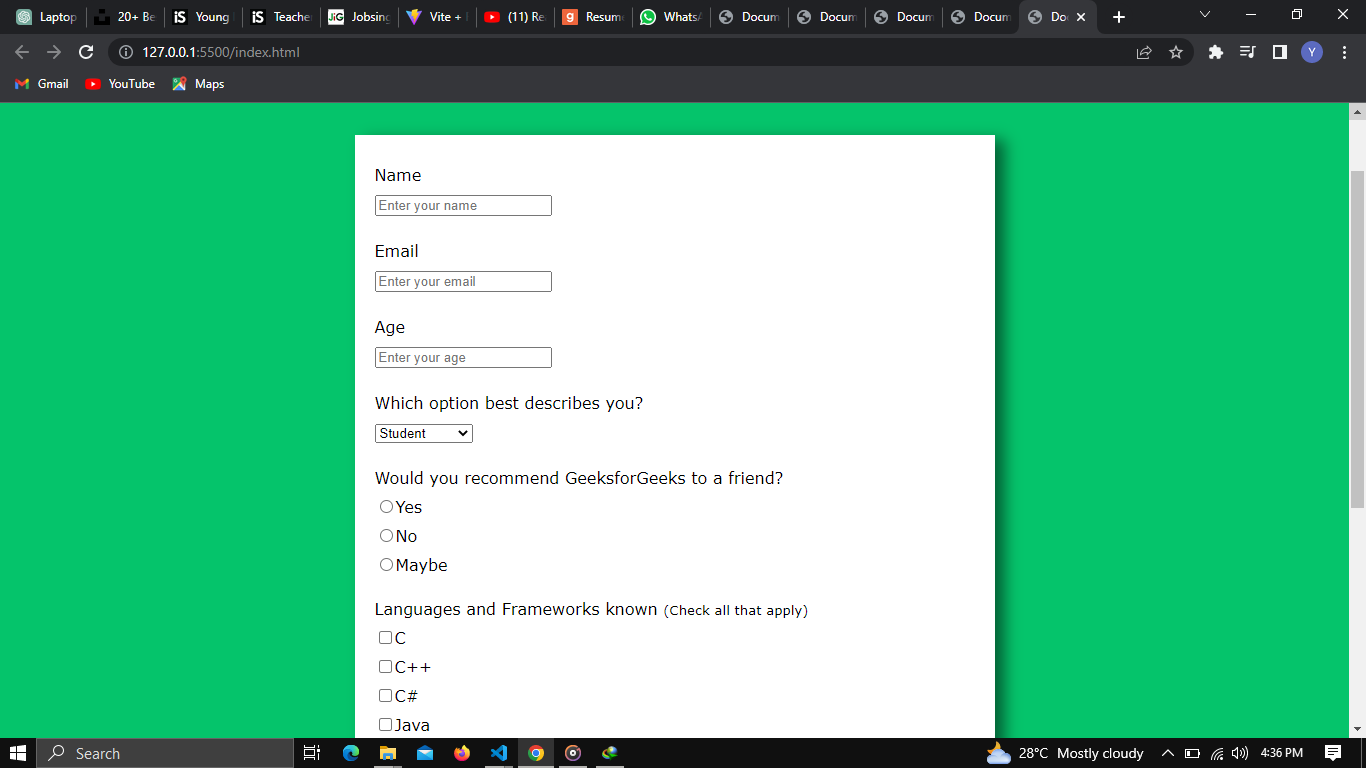 Laptop 20+ Be Young Teache Jobsing Vite + (11) Re Resum WhatsA Docum Docum Docum Docum Do
127.0.0.1:5500/index.html Y
Gmail YouTube Maps
Name
Enter your name
Email
Enter your email
Age
Enter your age
Which option best describes you?
Student
Would you recommend GeeksforGeeks to a friend?
Yes
No
Maybe
Languages and Frameworks known (Check all that apply)
C
C++
C#
Java
Search 28°C Mostly cloudy 4:36 PM